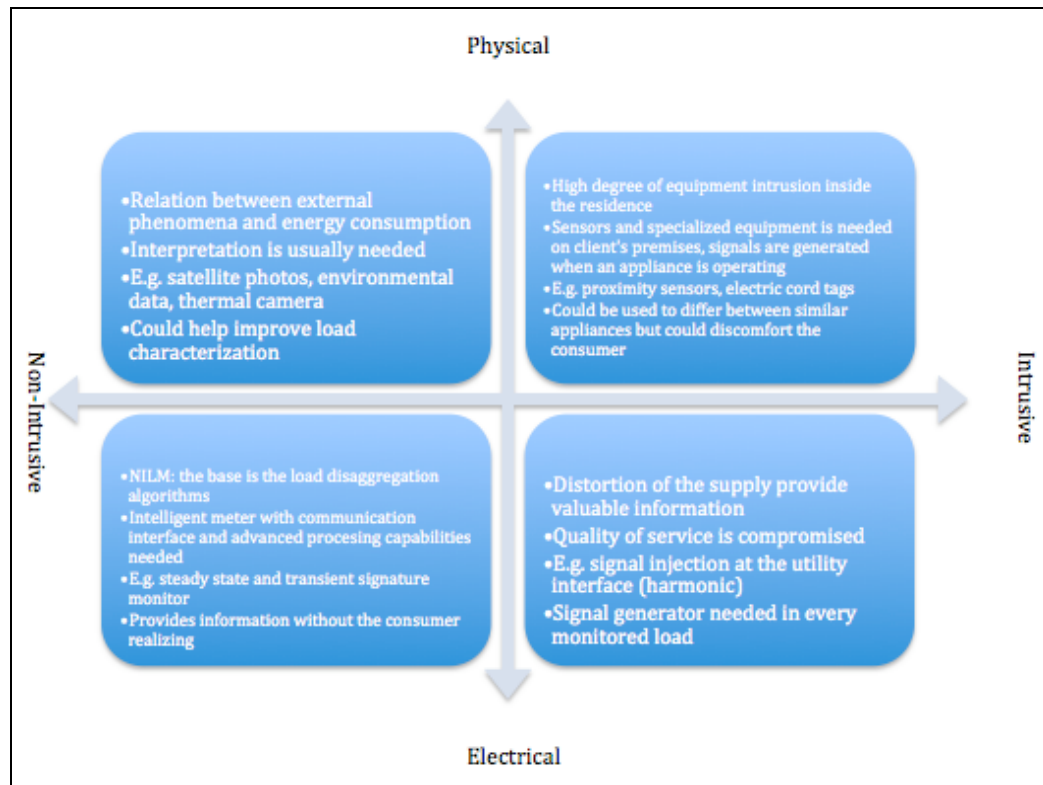 Physical
•Relation between external
phenomena and energy consumption
•Interpretation is usually needed
•E.g. satellite photos, environmental
data, thermal camera
•Could help improve load
characterization
•High degree of equipment intrusion inside
the residence
•Sensors and specialized equipment is needed
on client's premises, signals are generated
when an appliance is operating
•E.g. proximity sensors, electric cord tags
•Could be used to differ between similar
appliances but could discomfort the
consumer
Non-Intrusive
Intrusive
•NILM: the base is the load disaggregation
algorithms
•Intelligent meter with communication
interface and advanced procesing capabilities
needed
•E.g. steady state and transient signature
monitor
•Provides information without the consumer
realizing
•Distortion of the supply provide
valuable information
•Quality of service is compromised
•E.g. signal injection at the utility
interface (harmonic)
•Signal generator needed in every
monitored load
Electrical